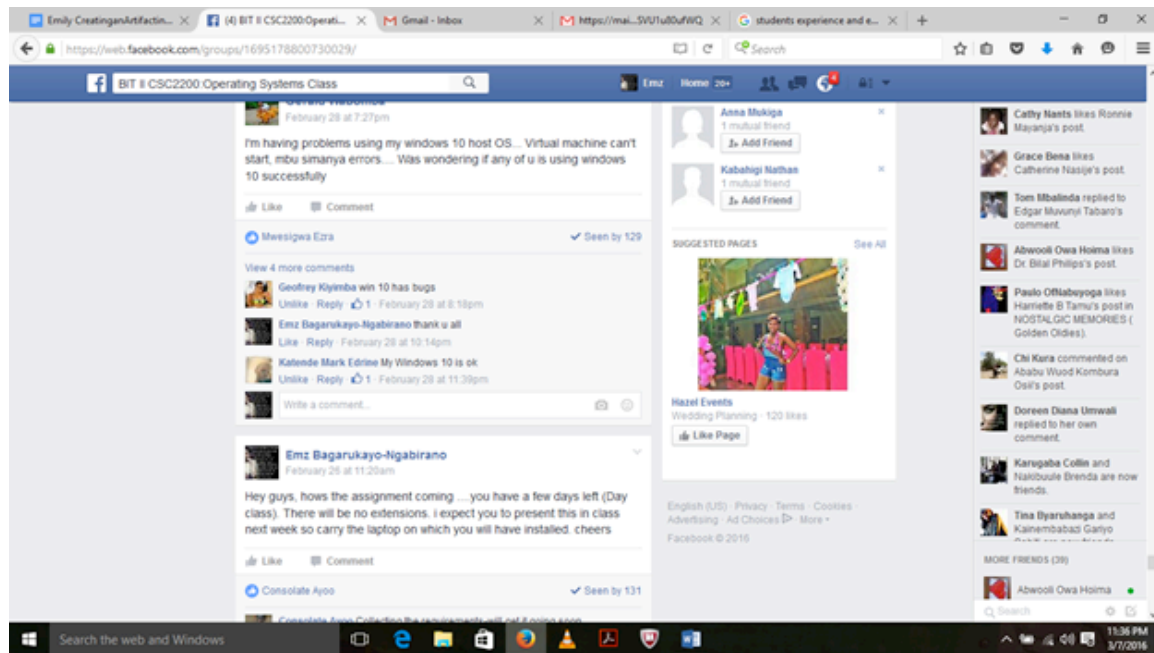 Emily CreatinganArtifactin...
(4) BIT II CSC2200:Operati...
Gmail - Inbox
https://mai...SVU1u80ufWQ
students experience and e...
https://web.facebook.com/groups/1695178800730029/
Search
BIT II CSC2200:Operating Systems Class
Emz
Home 20+
4
February 28 at 7:27pm
I'm having problems using my windows 10 host OS... Virtual machine can't
start, mbu simanya errors.... Was wondering if any of u is using windows
10 successfully
Like Comment
Mwesigwa Ezra
Seen by 129
View 4 more comments
Geofrey Kiyimba win 10 has bugs
Unlike · Reply · 1 · February 28 at 8:18pm
Emz Bagarukayo-Ngabirano thank u all
Like · Reply · February 28 at 10:14pm
Katende Mark Edrine My Windows 10 is ok
Unlike · Reply · 1 · February 28 at 11:39pm
Write a comment...
Emz Bagarukayo-Ngabirano
February 26 at 11:20am
Hey guys, hows the assignment coming ....you have a few days left (Day
class). There will be no extensions. i expect you to present this in class
next week so carry the laptop on which you will have installed. cheers
Like Comment
Consolate Ayoo
Seen by 131
Anna Mukiga
1 mutual friend
Add Friend
Kabahigi Nathan
1 mutual friend
Add Friend
SUGGESTED PAGES
See All
Hazel Events
Wedding Planning · 120 likes
Like Page
English (US) · Privacy · Terms · Cookies ·
Advertising · Ad Choices · More
Facebook © 2016
Cathy Nants likes Ronnie
Mayanja's post.
Grace Bena likes
Catherine Nasije's post.
Tom Mbalinda replied to
Edgar Muvunyi Tabaro's
comment.
Abwooli Owa Hoima likes
Dr. Bilal Philips's post.
Paulo OfNabuyoga likes
Harriette B Tamu's post in
NOSTALGIC MEMORIES (
Golden Oldies).
Chi Kura commented on
Ababu Wuod Kombura
Osil's post.
Doreen Diana Umwali
replied to her own
comment.
Karugaba Collin and
Nakibuule Brenda are now
friends.
Tina Byaruhanga and
Kainembabazi Gariyo
MORE FRIENDS (39)
Abwooli Owa Hoima
Search
Search the web and Windows
11:36 PM
3/7/2016